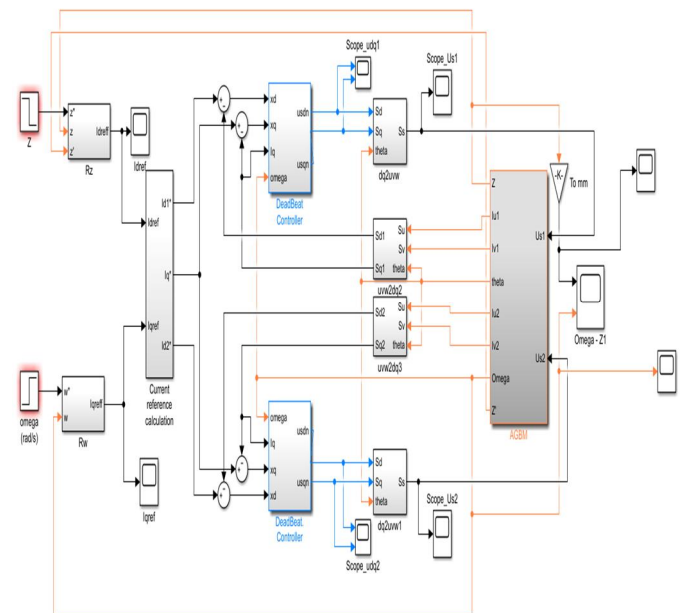 Scope_udq1
Scope_Us1
Z
z*
z
z'
Idreff
Rz
Idref
xd
xq
Iq
omega
usdn
usqn
DeadBeat
Controller
Sd
Sq
theta
Ss
dq2uvw
-K-
To mm
Idref
Iqref
Id1*
Iq*
Id2*
Current
reference
calculation
Sd1
Sq1
Su
Sv
theta
uvw2dq2
Sd2
Sq2
Su
Sv
theta
uvw2dq3
Z
Iu1
Iv1
theta
Iu2
Iv2
Omega
Z'
Us1
Us2
AGBM
Omega - Z1
omega
(rad/s)
w*
w
Iqreff
Rw
Iqref
omega
Iq
xq
xd
usdn
usqn
DeadBeat
Controller
Sd
Sq
theta
Ss
dq2uvw1
Scope_Us2
Scope_udq2